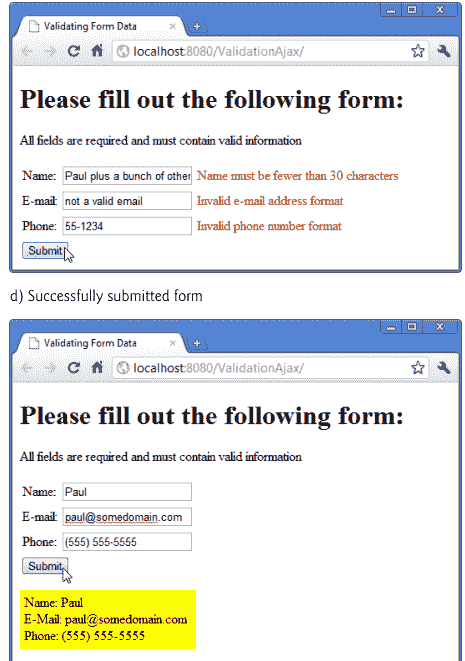 Validating Form Data
localhost:8080/ValidationAjax/
Please fill out the following form:
All fields are required and must contain valid information
Name: Paul plus a bunch of other Name must be fewer than 30 characters
E-mail: not a valid email Invalid e-mail address format
Phone: 55-1234 Invalid phone number format
Submit
d) Successfully submitted form
Validating Form Data
localhost:8080/ValidationAjax/
Please fill out the following form:
All fields are required and must contain valid information
Name: Paul
E-mail: paul@somedomain.com
Phone: (555) 555-5555
Submit
Name: Paul
E-Mail: paul@somedomain.com
Phone: (555) 555-5555